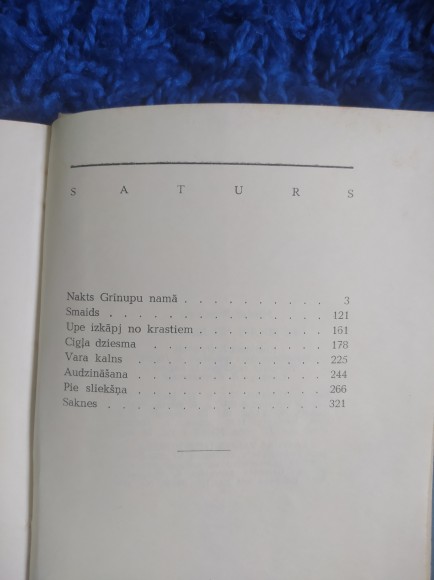 S A T U R S
Nakts Grīnupu namā . . . . . . . . . . 3
Smaids . . . . . . . . . . . . . . 121
Upe izkāpj no krastiem . . . . . . . . . 161
Cīgļa dziesma . . . . . . . . . . . 178
Vara kalns . . . . . . . . . . . . 225
Audzināšana . . . . . . . . . . . . 244
Pie sliekšņa . . . . . . . . . . . . 266
Saknes . . . . . . . . . . . . . . 321